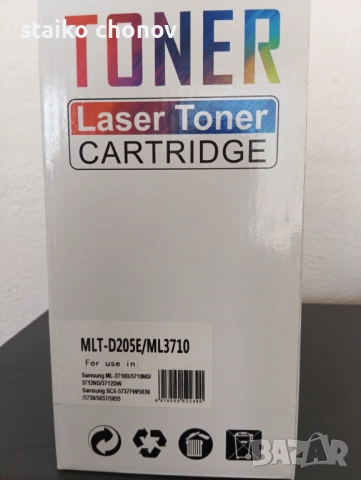 staiko chonov
TONER
Laser Toner
CARTRIDGE
MLT-D205E/ML3710
For use in:
Samsung ML-3710D/3710ND/
3712ND/3712DW
Samsung SCX-5737FW/5639
/5739/5637/5835
bazar